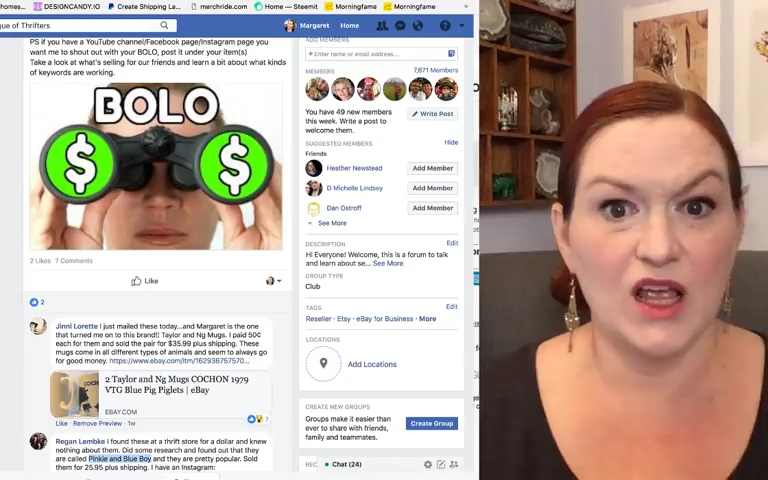 homes...
DESIGNCANDY.IO
Create Shipping La...
merchride.com
Home — Steemit
Morningfame
Morningfame
»
que of Thrifters
Margaret
Home
PS if you have a YouTube channel/Facebook page/Instagram page you
want me to shout out with your BOLO, post it under your item(s)
Take a look at what's selling for our friends and learn a bit about what kinds
of keywords are working.
BOLO
$ $
2 Likes 7 Comments
Like
2
Jinni Lorette I just mailed these today...and Margaret is the one
that turned me on to this brand!! Taylor and Ng Mugs. I paid 50¢
each for them and sold the pair for $35.99 plus shipping. These
mugs come in all different types of animals and seem to always go
for good money. https://www.ebay.com/itm/162936757570...
2 Taylor and Ng Mugs COCHON 1979
VTG Blue Pig Piglets | eBay
EBAY.COM
Like · Remove Preview · 1w
7
Regan Lembke I found these at a thrift store for a dollar and knew
nothing about them. Did some research and found out that they
are called Pinkie and Blue Boy and they are pretty popular. Sold
them for 25.95 plus shipping. I have an Instagram:
ADD MEMBERS
+ Enter name or email address...
MEMBERS
7,671 Members
You have 49 new members
this week. Write a post to
welcome them.
Write Post
SUGGESTED MEMBERS
Hide
Friends
Heather Newstead
Add Member
D Michelle Lindsey
Add Member
Dan Ostroff
Add Member
See More
DESCRIPTION
Edit
Hi Everyone! Welcome, this is a forum to talk
and learn about se... See More
GROUP TYPE
Club
TAGS
Edit
Reseller · Etsy · eBay for Business · More
LOCATIONS
Add Locations
CREATE NEW GROUPS
Groups make it easier than
ever to share with friends,
family and teammates.
Create Group
REC
Chat (24)